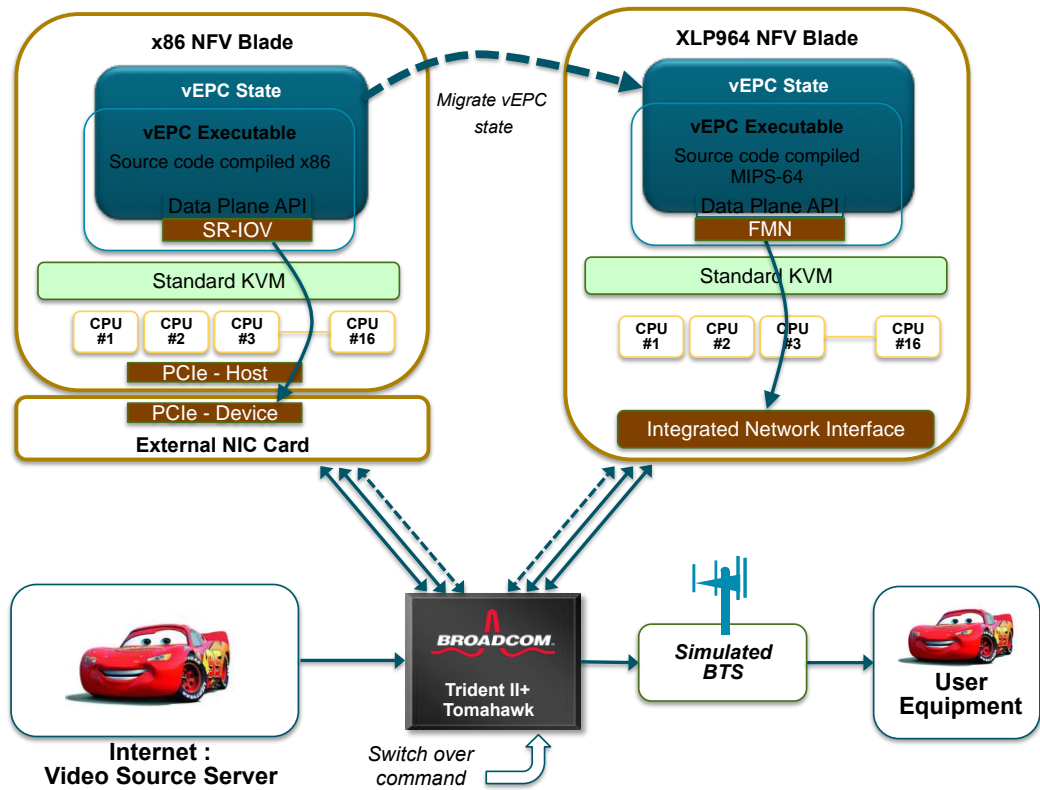 x86 NFV Blade
vEPC State
vEPC Executable
Source code compiled x86
Data Plane API
SR-IOV
Standard KVM
CPU
#1
CPU
#2
CPU
#3
CPU
#16
PCIe - Host
PCIe - Device
External NIC Card
Migrate vEPC
state
XLP964 NFV Blade
vEPC State
vEPC Executable
Source code compiled
MIPS-64
Data Plane API
FMN
Standard KVM
CPU
#1
CPU
#2
CPU
#3
CPU
#16
Integrated Network Interface
Internet :
Video Source Server
BROADCOM.
Trident II+
Tomahawk
Switch over
command
Simulated
BTS
User
Equipment